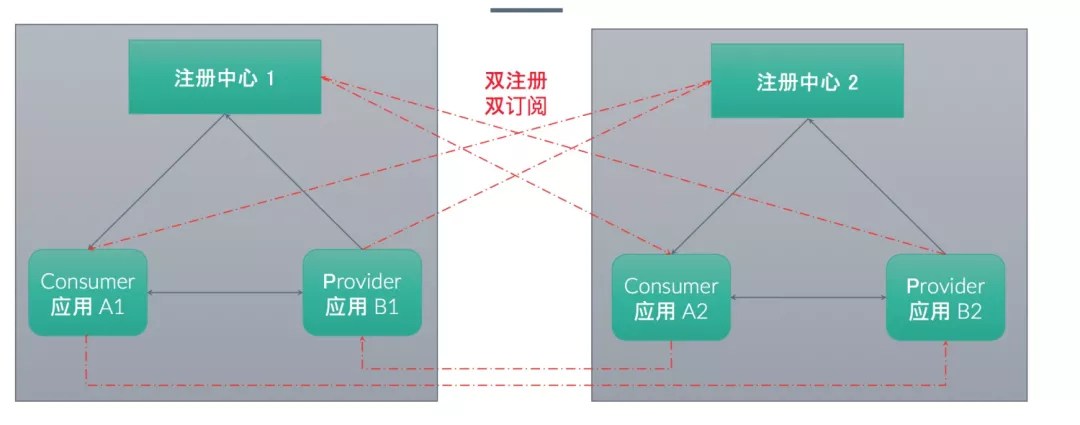 注册中心 1
双注册
双订阅
注册中心 2
Consumer
应用 A1
Provider
应用 B1
Consumer
应用 A2
Provider
应用 B2